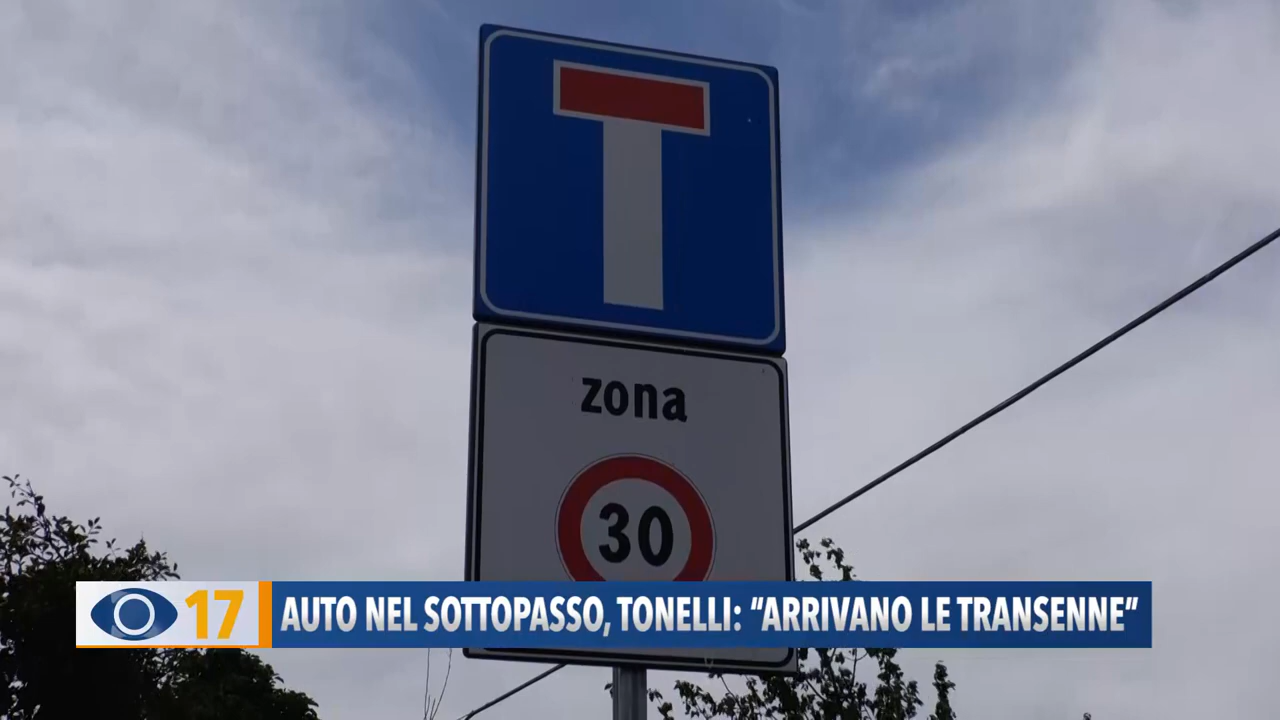 zona
30
17 AUTO NEL SOTTOPASSO, TONELLI: “ARRIVANO LE TRANSENNE”